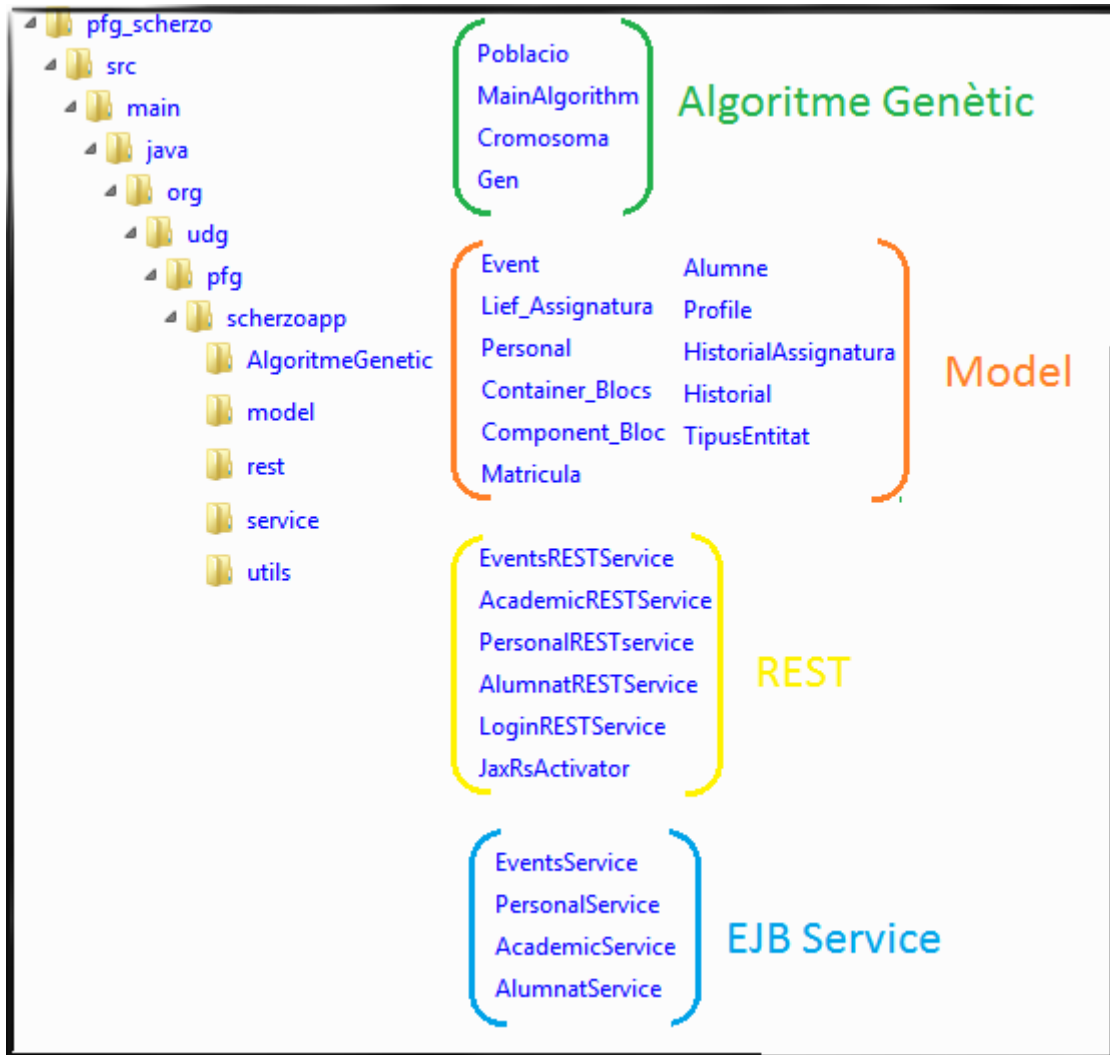 pfg_scherzo
src
main
java
org
udg
pfg
scherzoapp
AlgoritmeGenetic
model
rest
service
utils
Poblacio
MainAlgorithm
Cromosoma
Gen
Algoritme Genètic
Event
Lief_Assignatura
Personal
Container_Blocs
Component_Bloc
Matricula
Alumne
Profile
HistorialAssignatura
Historial
TipusEntitat
Model
EventsRESTService
AcademicRESTService
PersonalRESTservice
AlumnatRESTService
LoginRESTService
JaxRsActivator
REST
EventsService
PersonalService
AcademicService
AlumnatService
EJB Service